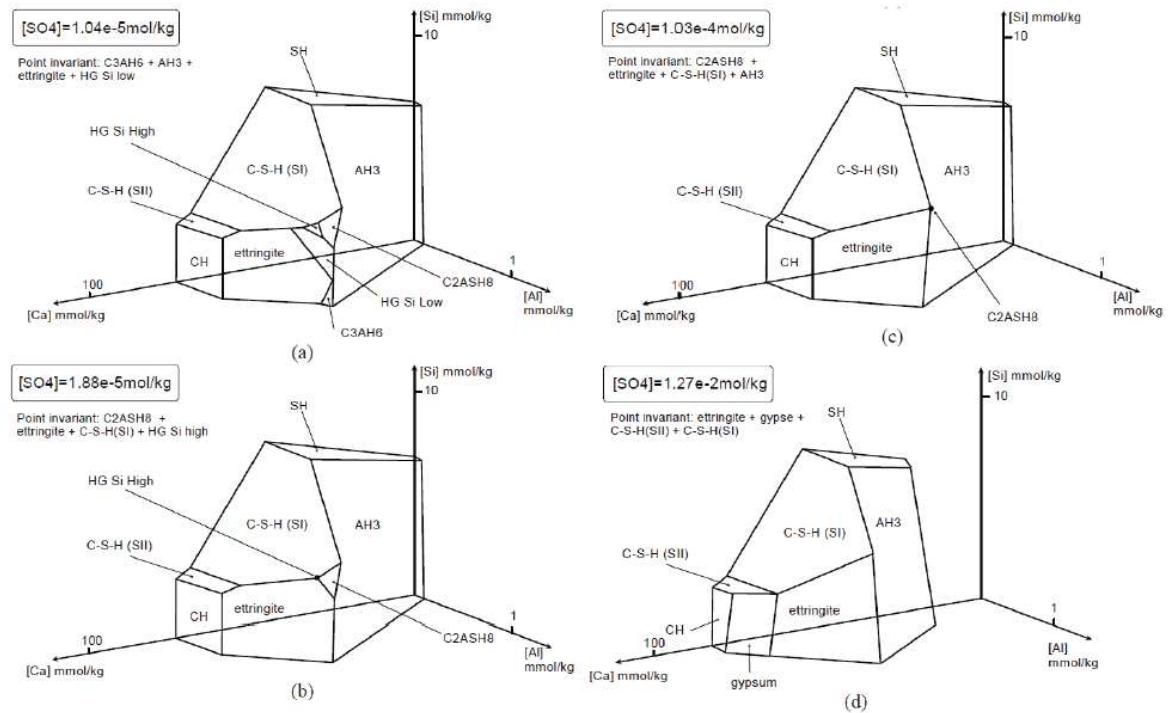 [SO4]=1.04e-5mol/kg
Point invariant: C3AH6 + AH3 +
ettringite + HG Si low
[Si] mmol/kg
10
SH
HG Si High
C-S-H (SI)
AH3
C-S-H (SII)
ettringite
CH
C2ASH8
1
100
HG Si Low
[Al]
mmol/kg
[Ca] mmol/kg
C3AH6
(a)
[SO4]=1.03e-4mol/kg
Point invariant: C2ASH8 +
ettringite + C-S-H(SI) + AH3
[Si] mmol/kg
10
SH
C-S-H (SI)
AH3
C-S-H (SII)
ettringite
CH
1
100
[Al]
mmol/kg
[Ca] mmol/kg
C2ASH8
(c)
[SO4]=1.88e-5mol/kg
Point invariant: C2ASH8 +
ettringite + C-S-H(SI) + HG Si high
[Si] mmol/kg
10
SH
HG Si High
C-S-H (SI)
AH3
C-S-H (SII)
ettringite
CH
C2ASH8
1
100
[Al]
mmol/kg
[Ca] mmol/kg
(b)
[SO4]=1.27e-2mol/kg
Point invariant: ettringite + gypse +
C-S-H(SII) + C-S-H(SI)
[Si] mmol/kg
10
SH
C-S-H (SI)
AH3
C-S-H (SII)
ettringite
CH
1
100
[Al]
mmol/kg
[Ca] mmol/kg
gypsum
(d)